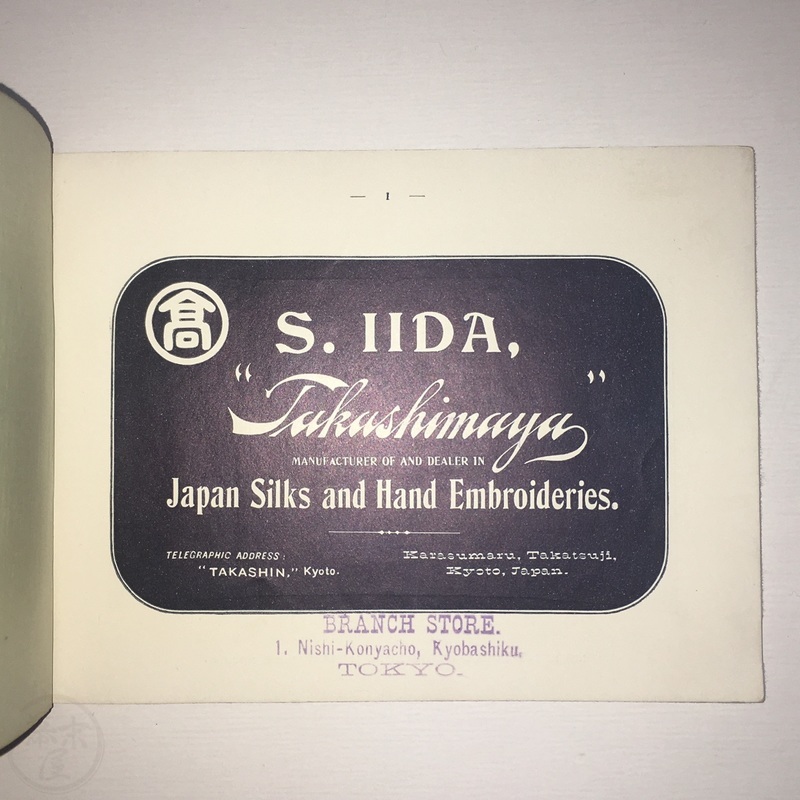 — 1 —
髙
S. IIDA,
"Takashimaya"
MANUFACTURER OF AND DEALER IN
Japan Silks and Hand Embroideries.
TELEGRAPHIC ADDRESS:
"TAKASHIN," Kyoto.
Karasumaru, Takatsuji,
Kyoto, Japan.
BRANCH STORE.
1. Nishi-Konyacho, Kyobashiku,
TOKYO.